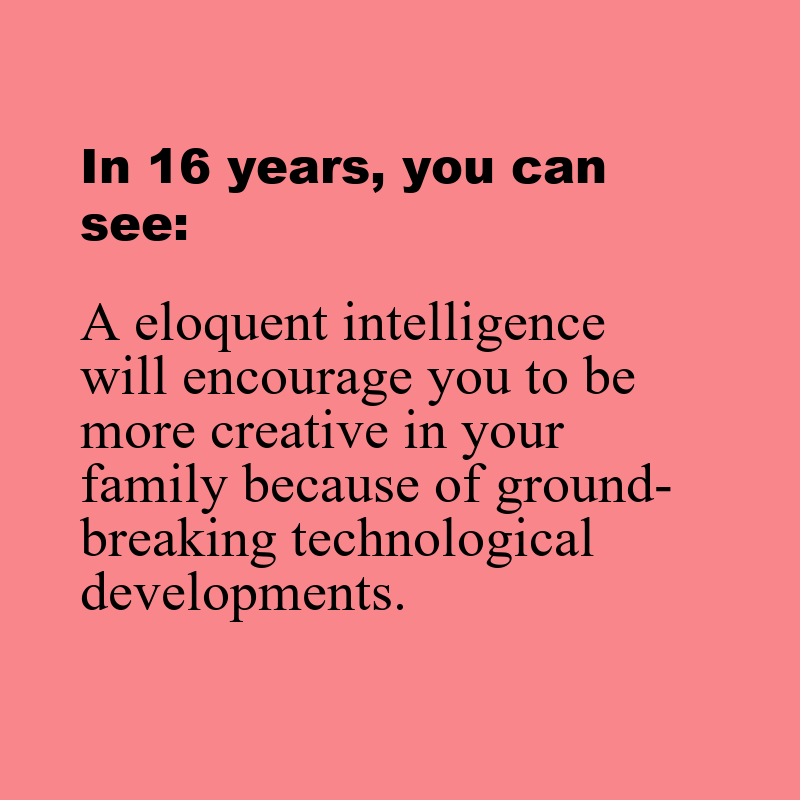 In 16 years, you can
see:
A eloquent intelligence
will encourage you to be
more creative in your
family because of ground-
breaking technological
developments.